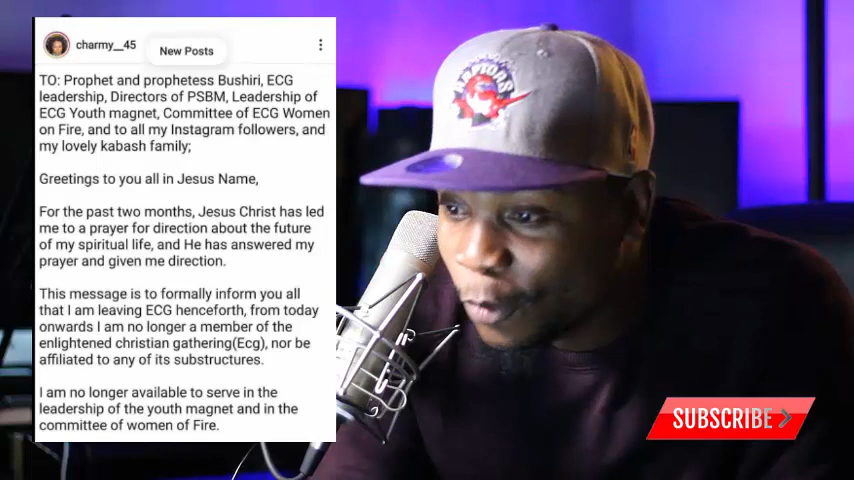 charmy__45
New Posts
TO: Prophet and prophetess Bushiri, ECG
leadership, Directors of PSBM, Leadership of
ECG Youth magnet, Committee of ECG Women
on Fire, and to all my Instagram followers, and
my lovely kabash family;
Greetings to you all in Jesus Name,
For the past two months, Jesus Christ has led
me to a prayer for direction about the future
of my spiritual life, and He has answered my
prayer and given me direction.
This message is to formally inform you all
that I am leaving ECG henceforth, from today
onwards I am no longer a member of the
enlightened christian gathering(Ecg), nor be
affiliated to any of its substructures.
I am no longer available to serve in the
leadership of the youth magnet and in the
committee of women of Fire.
RAPTORS
SUBSCRIBE